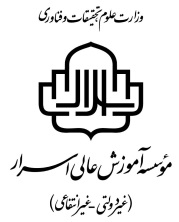 وزارت علوم تحقیقات و فناوری
مؤسسه آموزش عالی اسرار
(غیردولتی - غیرانتفاعی)